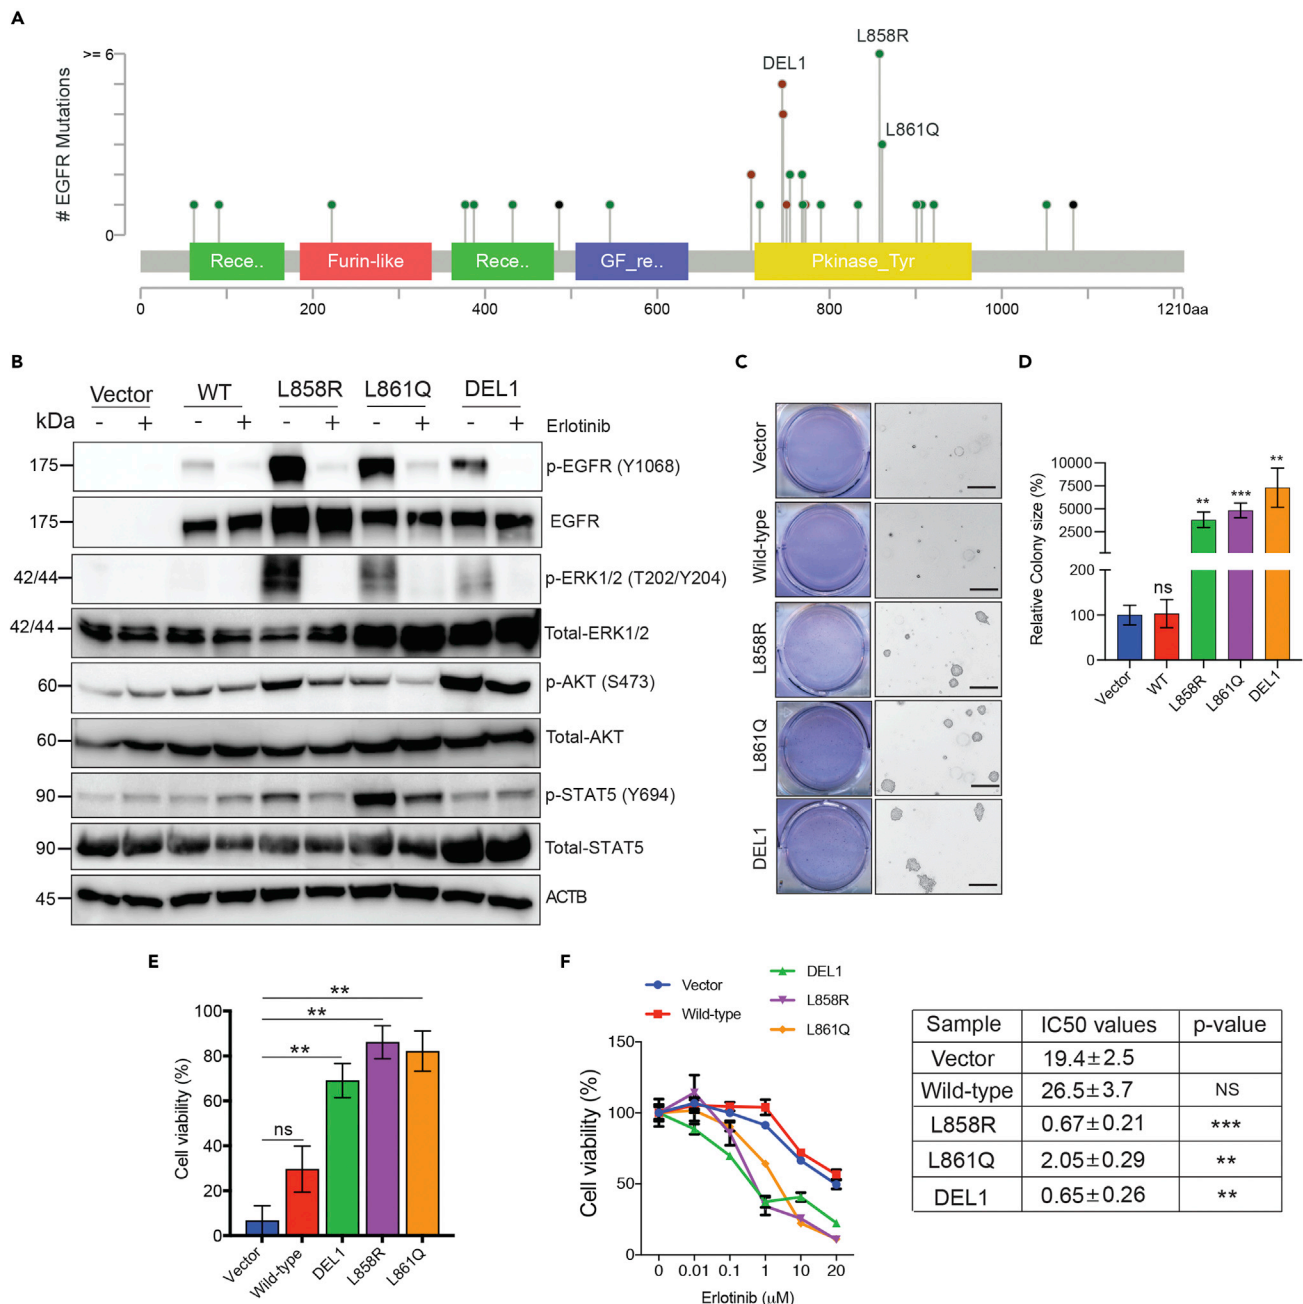 A
# EGFR Mutations
>= 6
0
DEL1
L858R
L861Q
Rece..
Furin-like
Rece..
GF_re..
Pkinase_Tyr
0 200 400 600 800 1000 1210aa
B
Vector WT L858R L861Q DEL1
kDa - + - + - + - + - + Erlotinib
175 p-EGFR (Y1068)
175 EGFR
42/44 p-ERK1/2 (T202/Y204)
42/44 Total-ERK1/2
60 p-AKT (S473)
60 Total-AKT
90 p-STAT5 (Y694)
90 Total-STAT5
45 ACTB
C
Vector
Wild-type
L858R
L861Q
DEL1
D
Relative Colony size (%)
10000
7500
5000
2500
200
100
0
ns ** *** **
Vector WT L858R L861Q DEL1
E
Cell viability (%)
100
80
60
40
20
0
**
**
**
ns
Vector Wild-type DEL1 L858R L861Q
F
Vector
Wild-type
DEL1
L858R
L861Q
Cell viability (%)
150
100
50
0
0 0.01 0.1 1 10 20
Erlotinib (μM)
Sample IC50 values p-value
Vector 19.4±2.5
Wild-type 26.5±3.7 NS
L858R 0.67±0.21 ***
L861Q 2.05±0.29 **
DEL1 0.65±0.26 **